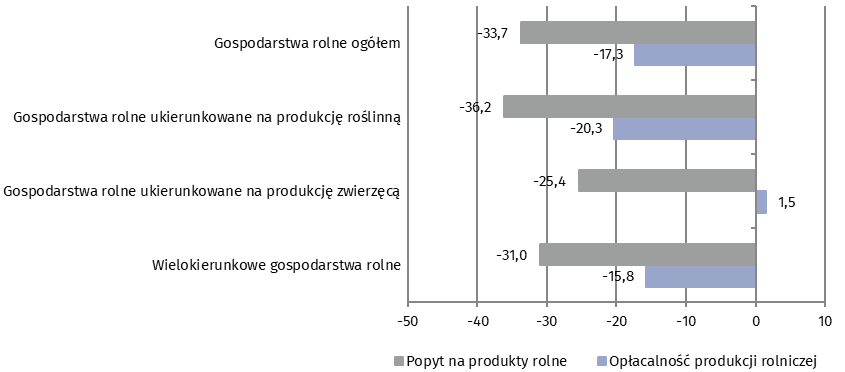 Gospodarstwa rolne ogółem
-33,7
-17,3
Gospodarstwa rolne ukierunkowane na produkcję roślinną
-36,2
-20,3
Gospodarstwa rolne ukierunkowane na produkcję zwierzęcą
-25,4
1,5
Wielokierunkowe gospodarstwa rolne
-31,0
-15,8
-50 -40 -30 -20 -10 0 10
Popyt na produkty rolne Opłacalność produkcji rolniczej